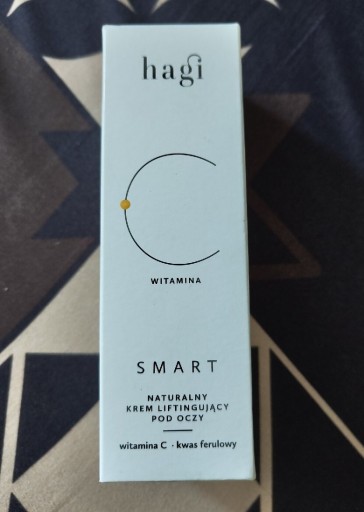 hagi
C
WITAMINA
SMART
NATURALNY
KREM LIFTINGUJĄCY
POD OCZY
witamina C · kwas ferulowy